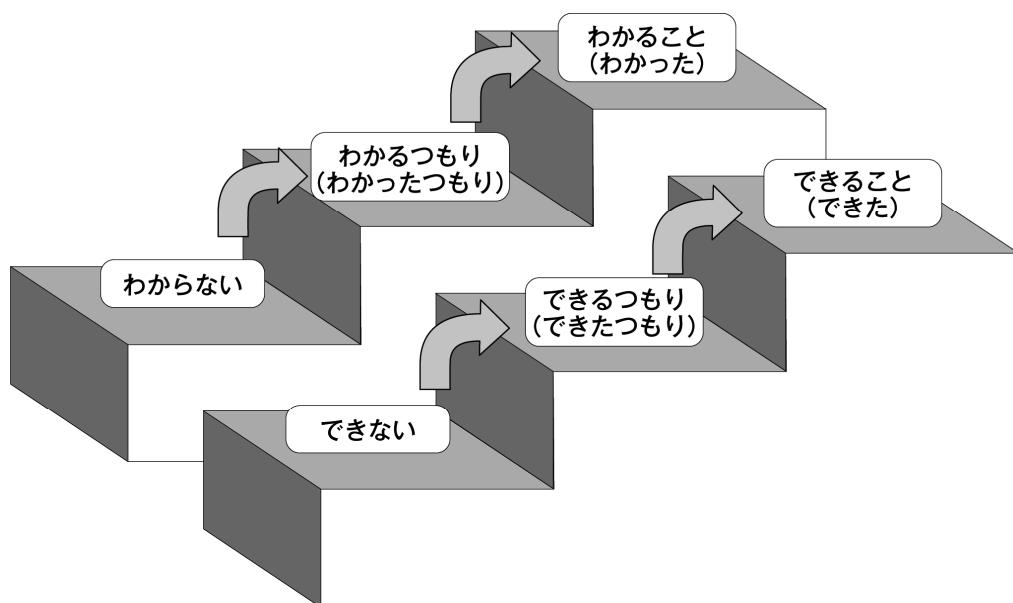 わかること
(わかった)
わかるつもり
(わかったつもり)
わからない
できること
(できた)
できるつもり
(できたつもり)
できない